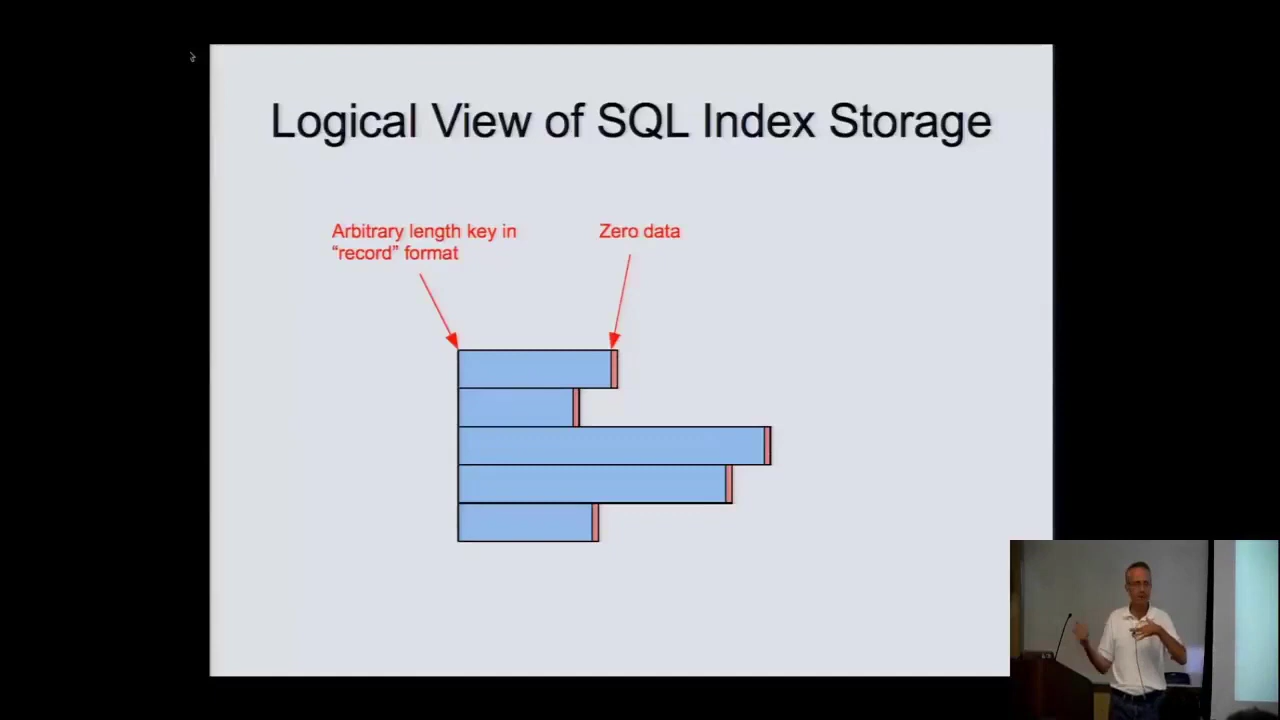 Logical View of SQL Index Storage
Arbitrary length key in
“record” format
Zero data